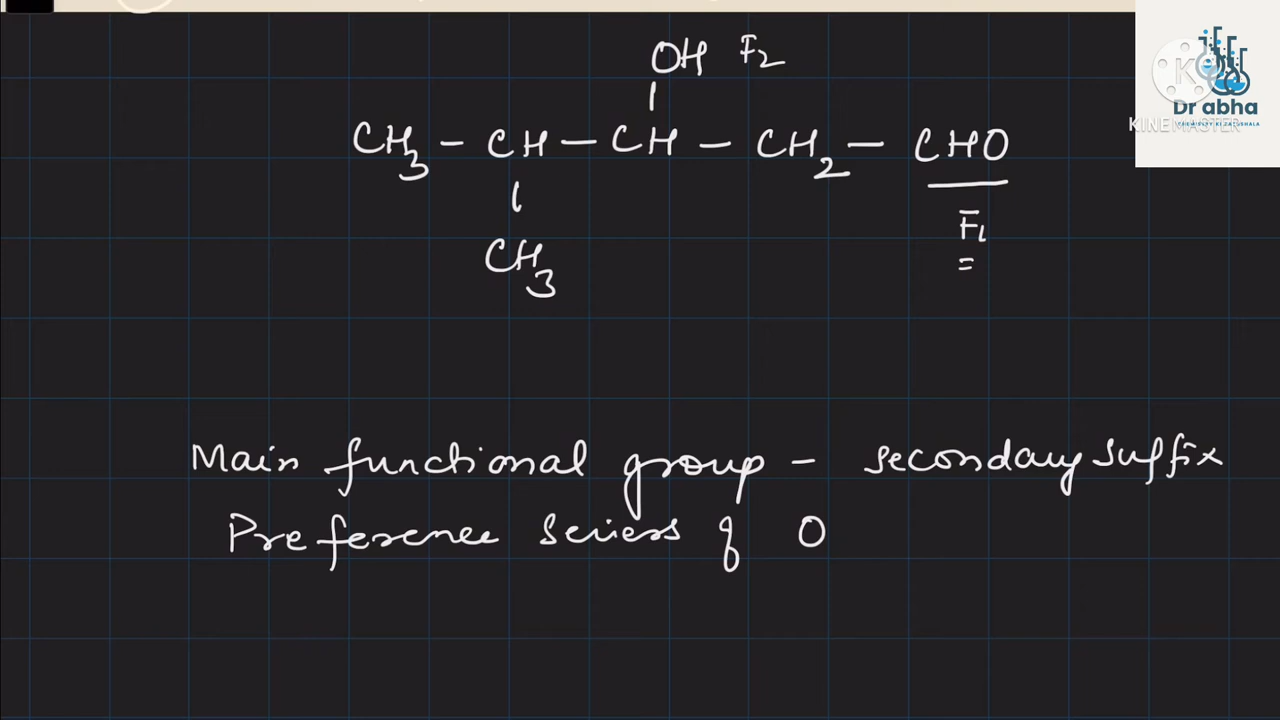 OH F2
CH3 – CH – CH – CH2 – CHO
F1
CH3
Main functional group – secondary suffix
Preference Seriers of O
Dr abha
KINEMASTER